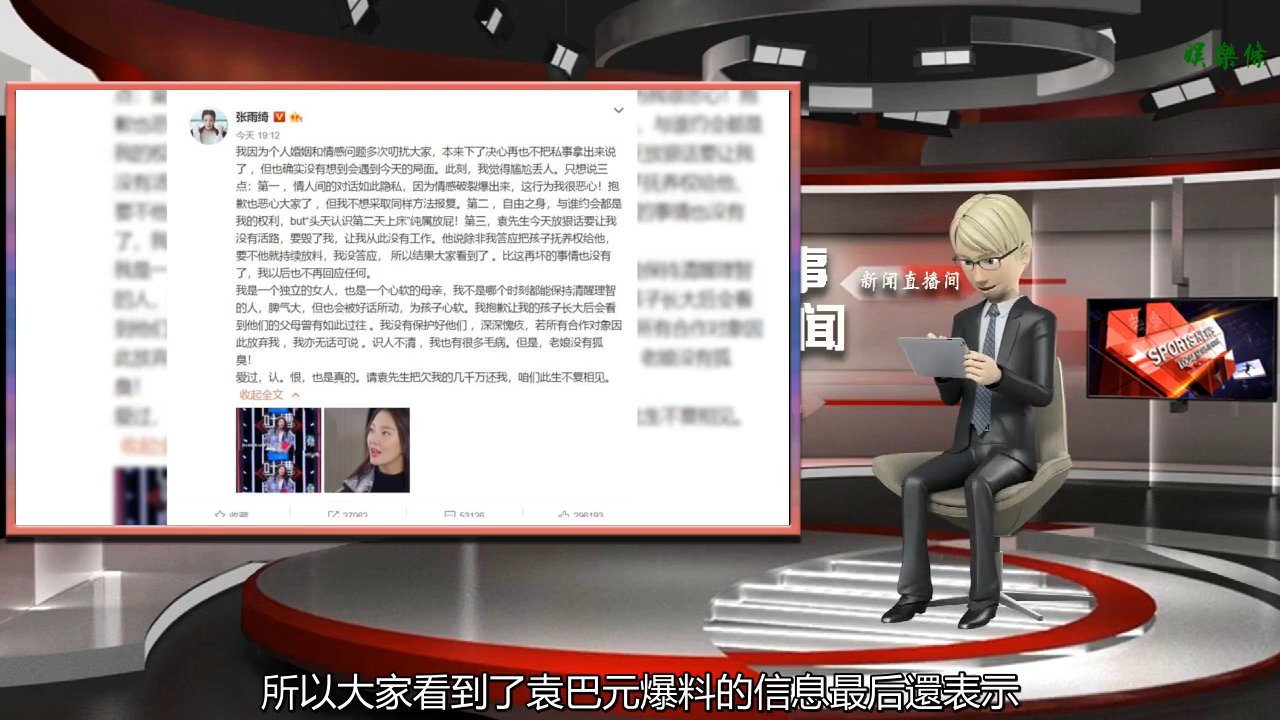 娱樂條
张雨绮
今天 19:12
我因为个人婚姻和情感问题多次叨扰大家，本来下了决心再也不把私事拿出来说
了，但也确实没有想到会遇到今天的局面。此刻，我觉得尴尬丢人。只想说三
点：第一，情人间的对话如此隐私，因为情感破裂爆出来，这行为我很恶心！抱
歉也恶心大家了，但我不想采取同样方法报复。第二，自由之身，与谁约会都是
我的权利，but“头天认识第二天上床”纯属放屁！第三，袁先生今天放狠话要让我
没有活路，要毁了我，让我从此没有工作。他说除非我答应把孩子抚养权给他，
要不他就持续放料，我没答应， 所以结果大家看到了。比这再坏的事情也没有
了，我以后也不再回应任何。
我是一个独立的女人，也是一个心软的母亲，我不是哪个时刻都能保持清醒理智
的人，脾气大，但也会被好话所动，为孩子心软。我抱歉让我的孩子长大后会看
到他们的父母曾有如此过往 。我没有保护好他们 ，深深愧疚，若所有合作对象因
此放弃我 ，我亦无话可说 。识人不清 ，我也有很多毛病。但是，老娘没有狐
臭！
爱过，认。恨，也是真的。请袁先生把欠我的几千万还我，咱们此生不复相见。
收起全文
吐槽
吐槽
收藏
27062
53126
296193
事
闻
新闻直播间
SPORTS
所以大家看到了袁巴元爆料的信息最后還表示